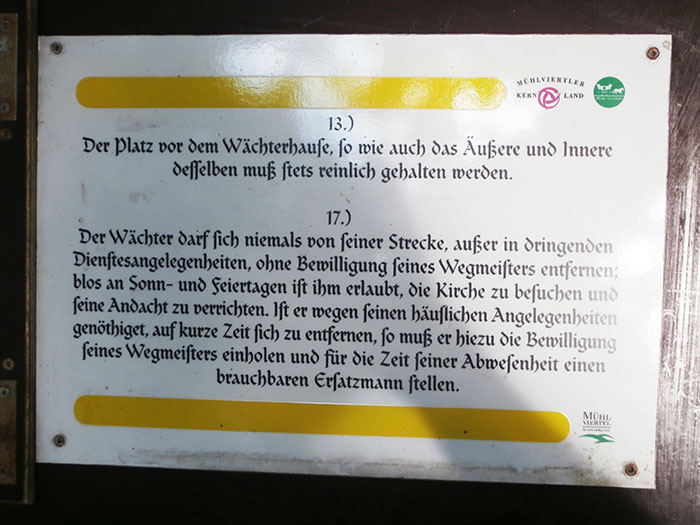 MÜHLVIERTLER
KERN LAND
13.)
Der Platz vor dem Wächterhauſe, ſo wie auch das Äußere und Innere
deſſelben muß ſtets reinlich gehalten werden.
17.)
Der Wächter darf ſich niemals von ſeiner Strecke, außer in dringenden
Dienſtesangelegenheiten, ohne Bewilligung ſeines Wegmeiſters entfernen;
blos an Sonn- und Feiertagen iſt ihm erlaubt, die Kirche zu beſuchen und
ſeine Andacht zu verrichten. Iſt er wegen ſeinen häuſlichen Angelegenheiten
genöthiget, auf kurze Zeit ſich zu entfernen, ſo muß er hiezu die Bewilligung
ſeines Wegmeiſters einholen und für die Zeit ſeiner Abweſenheit einen
brauchbaren Erſatzmann ſtellen.
MÜHL
VIERTEL